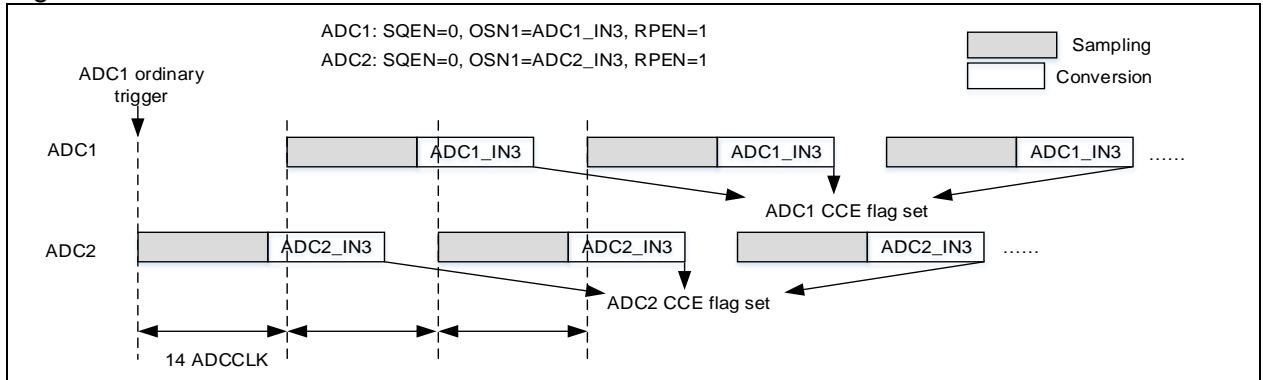 ADC1: SQEN=0, OSN1=ADC1_IN3, RPEN=1
ADC2: SQEN=0, OSN1=ADC2_IN3, RPEN=1
Sampling
Conversion
ADC1 ordinary
trigger
ADC1
ADC1_IN3
ADC1_IN3
ADC1_IN3
......
ADC1 CCE flag set
ADC2
ADC2_IN3
ADC2_IN3
ADC2_IN3
......
ADC2 CCE flag set
14 ADCCLK